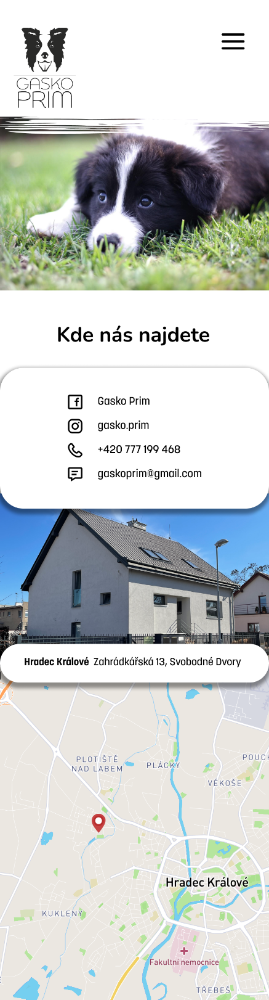 GASKO
PRIM
Kde nás najdete
Gasko Prim
gasko.prim
+420 777 199 468
gaskoprim@gmail.com
Hradec Králové Zahrádkářská 13, Svobodné Dvory
PLOTIŠTĚ
NAD LABEM
PLÁCKY
POUCH
VĚKOŠE
Hradec Králové
KUKLENY
Fakultní nemocnice
TŘEBEŠ